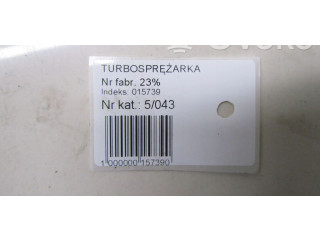 TURBOSPRĘŻARKA
Nr fabr. 23%
Indeks: 015739
Nr kat.: 5/043
1 000000 157390